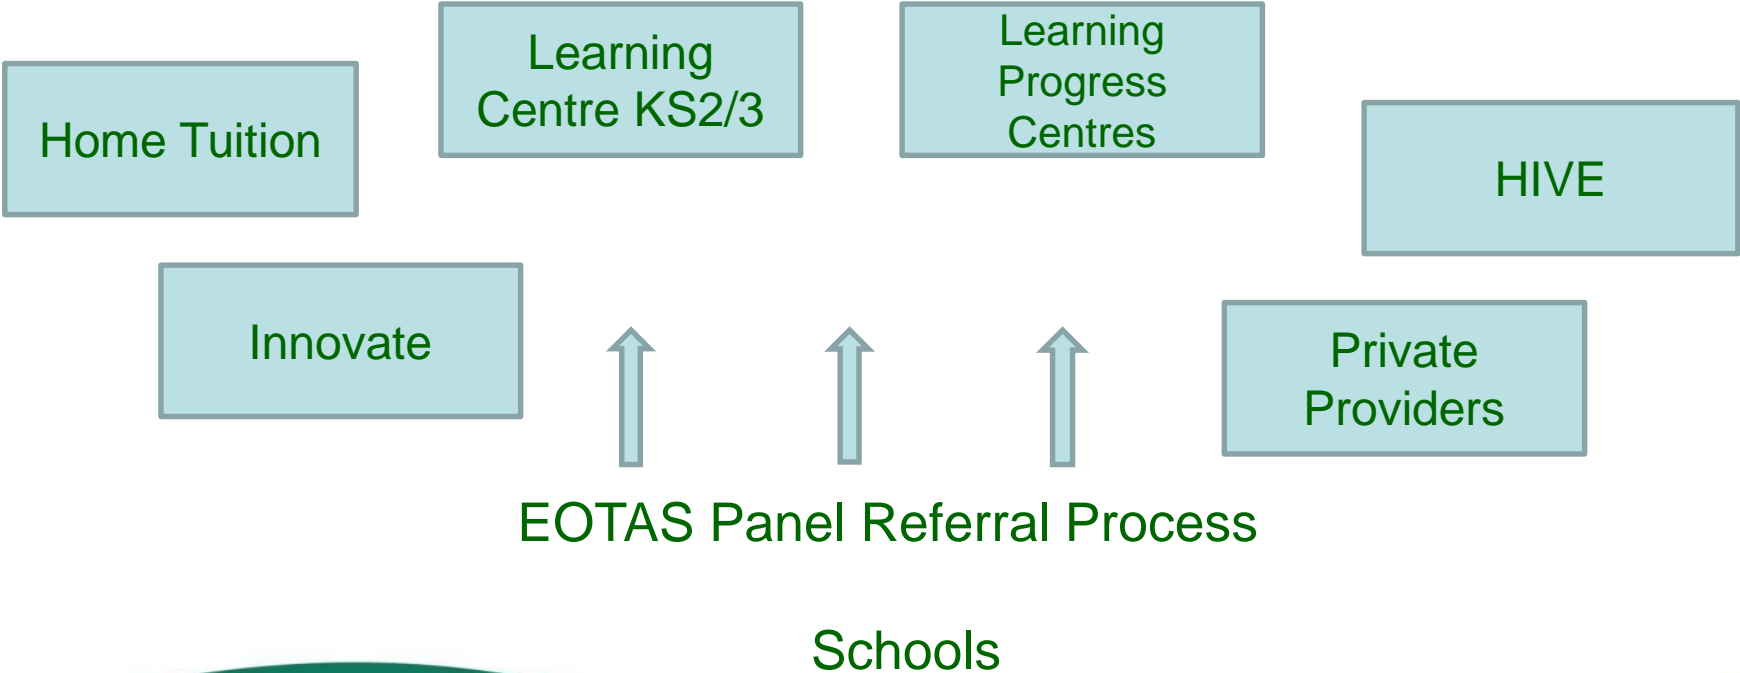 Home Tuition
Learning
Centre KS2/3
Learning
Progress
Centres
HIVE
Innovate
Private
Providers
EOTAS Panel Referral Process
Schools